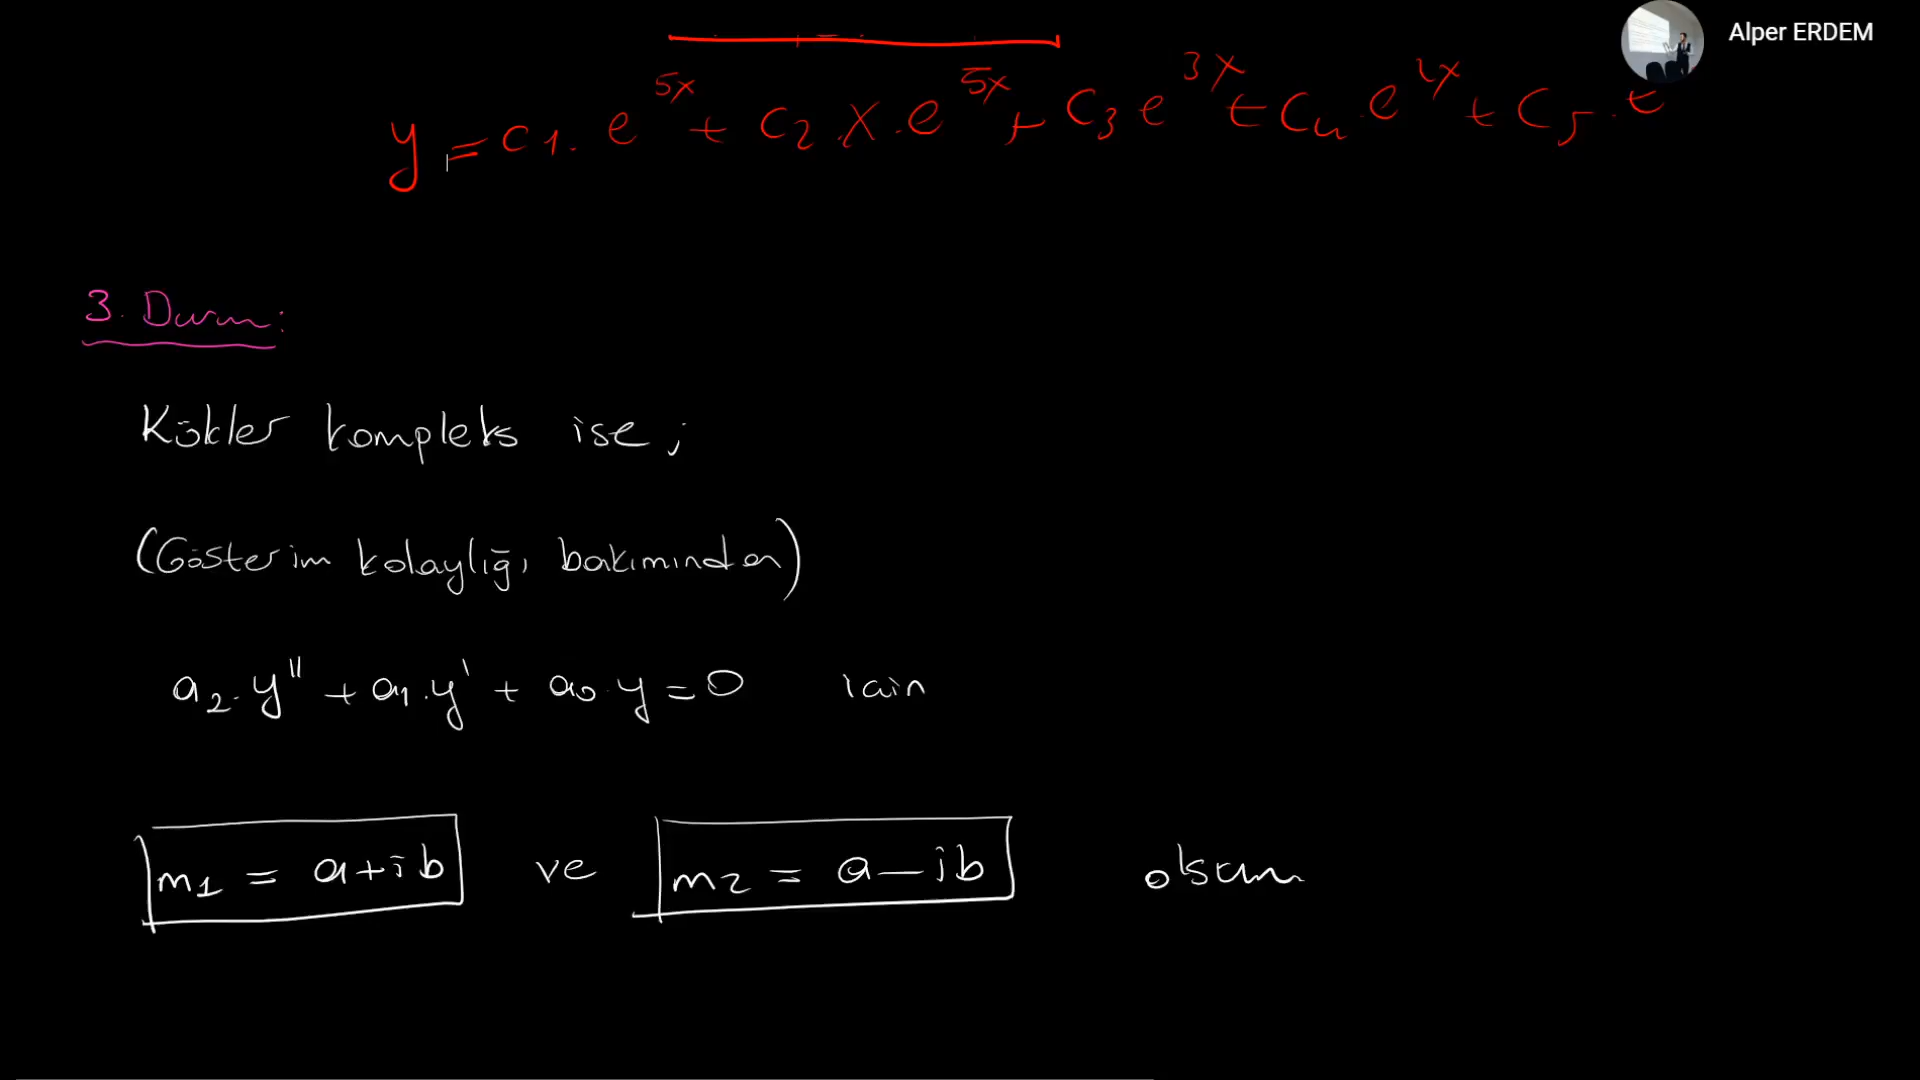 Alper ERDEM
y = c1.e^5x + c2.x.e^5x + c3 e^3x + c4.e^2x + c5.e
3. Durum:
Kökler kompleks ise;
(Gösterim kolaylığı bakımından)
a2.y'' + a1.y' + a0.y = 0 için
m1 = a+ib ve m2 = a-ib olsun